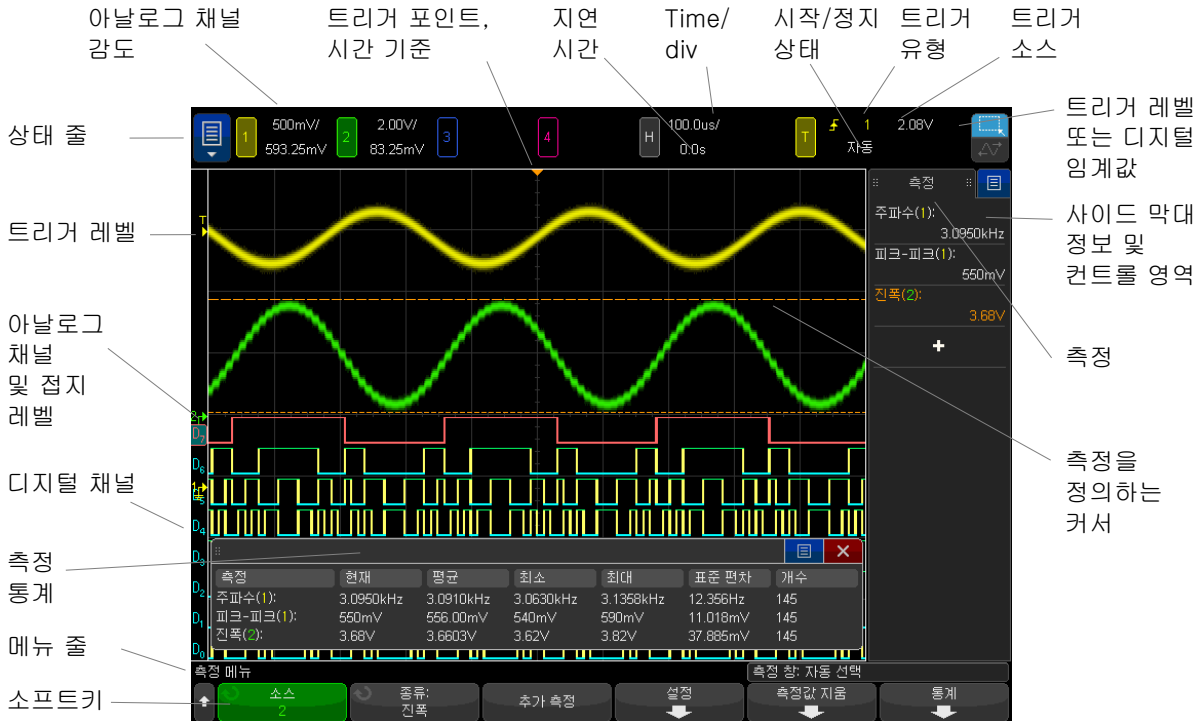 아날로그 채널
감도
트리거 포인트,
시간 기준
지연
시간
Time/
div
시작/정지
상태
트리거
유형
트리거
소스
상태 줄
트리거 레벨
또는 디지털
임계값
1
500mV/
593.25mV
2
2.00V/
83.25mV
3
4
H
100.0us/
0.0s
T
1
2.08V
자동
측정
주파수(1):
3.0950kHz
피크-피크(1):
550mV
진폭(2):
3.68V
+
사이드 막대
정보 및
컨트롤 영역
트리거 레벨
T
아날로그
채널
및 접지
레벨
측정
측정을
정의하는
커서
디지털 채널
2
D7
D6
D4
D3
D2
D1
D0
측정
통계
측정 현재 평균 최소 최대 표준 편차 개수
주파수(1): 3.0950kHz 3.0910kHz 3.0630kHz 3.1358kHz 12.356Hz 145
피크-피크(1): 550mV 556.00mV 540mV 590mV 11.018mV 145
진폭(2): 3.68V 3.6603V 3.62V 3.82V 37.885mV 145
메뉴 줄
측정 메뉴
측정 창: 자동 선택
소프트키
소스
2
종류:
진폭
추가 측정
설정
측정값 지움
통계